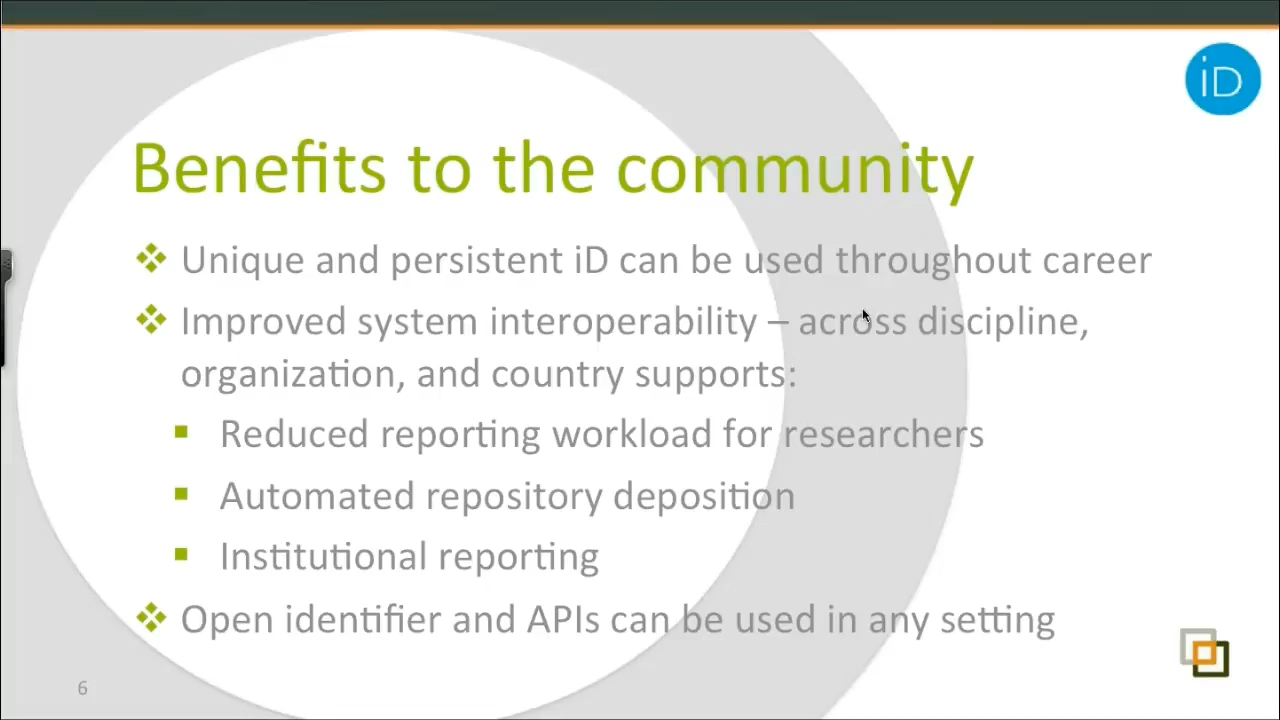 iD
Benefits to the community
❖ Unique and persistent iD can be used throughout career
❖ Improved system interoperability – across discipline,
organization, and country supports:
▪ Reduced reporting workload for researchers
▪ Automated repository deposition
▪ Institutional reporting
❖ Open identifier and APIs can be used in any setting
6